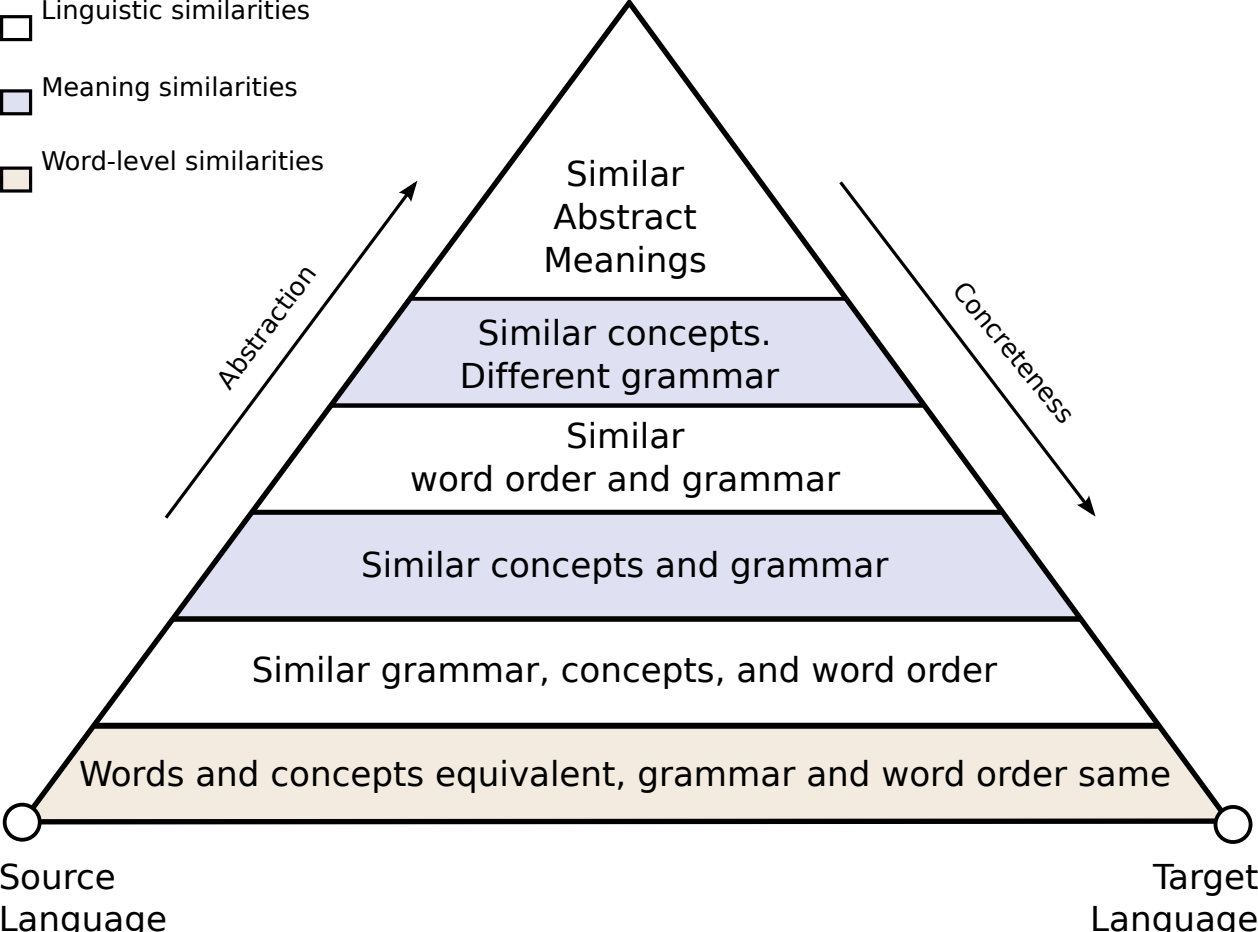 Linguistic similarities
Meaning similarities
Word-level similarities
Similar
Abstract
Meanings
Abstraction
Concreteness
Similar concepts.
Different grammar
Similar
word order and grammar
Similar concepts and grammar
Similar grammar, concepts, and word order
Words and concepts equivalent, grammar and word order same
Source
Language
Target
Language